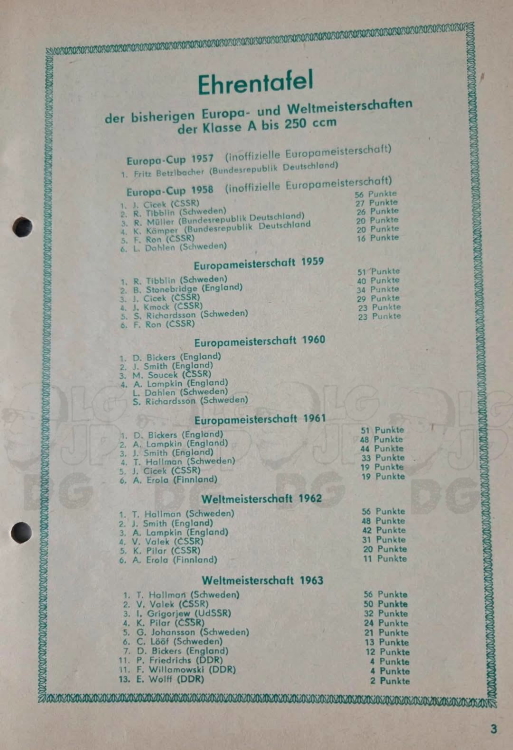 Ehrentafel
der bisherigen Europa- und Weltmeisterschaften
der Klasse A bis 250 ccm
Europa-Cup 1957 (inoffizielle Europameisterschaft)
1. Fritz Betzlbacher (Bundesrepublik Deutschland)
Europa-Cup 1958 (inoffizielle Europameisterschaft)
1. J. Cicek (CSSR) 56 Punkte
2. R. Tibblin (Schweden) 27 Punkte
3. R. Müller (Bundesrepublik Deutschland) 26 Punkte
4. K. Kämper (Bundesrepublik Deutschland 20 Punkte
5. F. Ron (CSSR) 20 Punkte
6. L. Dahlen (Schweden) 16 Punkte
Europameisterschaft 1959
1. R. Tibblin (Schweden) 51 Punkte
2. B. Stonebridge (England) 40 Punkte
3. J. Cicek (CSSR) 34 Punkte
4. J. Kmock (CSSR) 29 Punkte
5. S. Richardsson (Schweden) 23 Punkte
6. F. Ron (CSSR) 23 Punkte
Europameisterschaft 1960
1. D. Bickers (England)
2. J. Smith (England)
3. M. Soucek (CSSR)
4. A. Lampkin (England)
L. Dahlen (Schweden)
S. Richardsson (Schweden)
Europameisterschaft 1961
1. D. Bickers (England) 51 Punkte
2. A. Lampkin (England) 48 Punkte
3. J. Smith (England) 44 Punkte
4. T. Hallman (Schweden) 33 Punkte
5. J. Cicek (CSSR) 19 Punkte
6. A. Erola (Finnland) 19 Punkte
Weltmeisterschaft 1962
1. T. Hallman (Schweden) 56 Punkte
2. J. Smith (England) 48 Punkte
3. A. Lampkin (England) 42 Punkte
4. V. Valek (CSSR) 31 Punkte
5. K. Pilar (CSSR) 20 Punkte
6. A. Erola (Finnland) 11 Punkte
Weltmeisterschaft 1963
1. T. Hallman (Schweden) 56 Punkte
2. V. Valek (CSSR) 50 Punkte
3. I. Grigorjew (UdSSR) 32 Punkte
4. K. Pilar (CSSR) 24 Punkte
5. G. Johansson (Schweden) 21 Punkte
6. C. Lööf (Schweden) 13 Punkte
7. D. Bickers (England) 12 Punkte
11. P. Friedrichs (DDR) 4 Punkte
11. F. Willamowski (DDR) 4 Punkte
13. E. Wolff (DDR) 2 Punkte
3